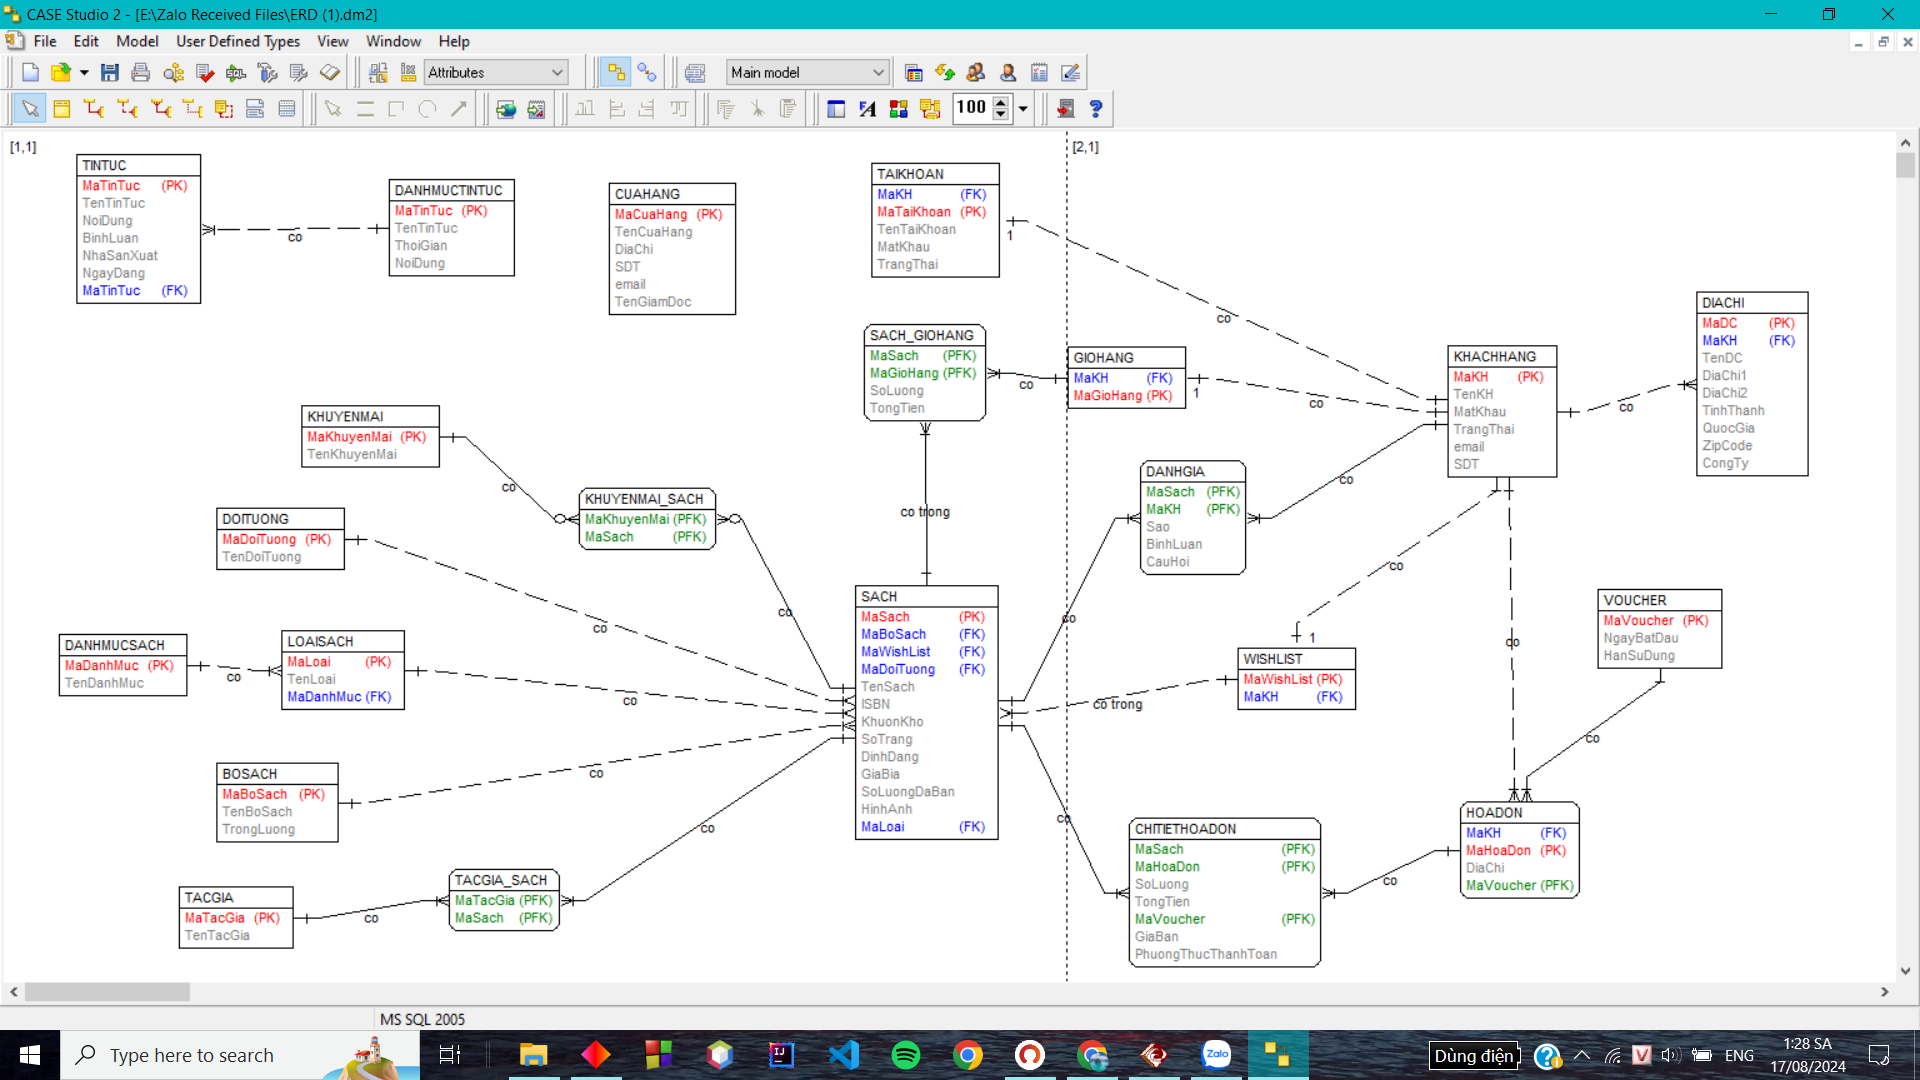 CASE Studio 2 - [E:\Zalo Received Files\ERD (1).dm2]
File Edit Model User Defined Types View Window Help
Attributes
Main model
100
[1,1]
[2,1]
TINTUC
MaTinTuc (PK)
TenTinTuc
NoiDung
BinhLuan
NhaSanXuat
NgayDang
MaTinTuc (FK)
co
DANHMUCTINTUC
MaTinTuc (PK)
TenTinTuc
ThoiGian
NoiDung
CUAHANG
MaCuaHang (PK)
TenCuaHang
DiaChi
SDT
email
TenGiamDoc
TAIKHOAN
MaKH (FK)
MaTaiKhoan (PK)
TenTaiKhoan
MatKhau
TrangThai
1
co
SACH_GIOHANG
MaSach (PFK)
MaGioHang (PFK)
SoLuong
TongTien
co
GIOHANG
MaKH (FK)
MaGioHang (PK)
1
co
KHACHHANG
MaKH (PK)
TenKH
MatKhau
TrangThai
email
SDT
co
DIACHI
MaDC (PK)
MaKH (FK)
TenDC
DiaChi1
DiaChi2
TinhThanh
QuocGia
ZipCode
CongTy
KHUYENMAI
MaKhuyenMai (PK)
TenKhuyenMai
co
KHUYENMAI_SACH
MaKhuyenMai (PFK)
MaSach (PFK)
co
co trong
DANHGIA
MaSach (PFK)
MaKH (PFK)
Sao
BinhLuan
CauHoi
co
co
DOITUONG
MaDoiTuong (PK)
TenDoiTuong
co
DANHMUCSACH
MaDanhMuc (PK)
TenDanhMuc
co
LOAISACH
MaLoai (PK)
TenLoai
MaDanhMuc (FK)
co
SACH
MaSach (PK)
MaBoSach (FK)
MaWishList (FK)
MaDoiTuong (FK)
TenSach
ISBN
KhuonKho
SoTrang
DinhDang
GiaBia
SoLuongDaBan
HinhAnh
MaLoai (FK)
co trong
co
1
WISHLIST
MaWishList (PK)
MaKH (FK)
co
VOUCHER
MaVoucher (PK)
NgayBatDau
HanSuDung
co
BOSACH
MaBoSach (PK)
TenBoSach
TrongLuong
co
co
TACGIA
MaTacGia (PK)
TenTacGia
co
TACGIA_SACH
MaTacGia (PFK)
MaSach (PFK)
co
CHITIETHOADON
MaSach (PFK)
MaHoaDon (PFK)
SoLuong
TongTien
MaVoucher (PFK)
GiaBan
PhuongThucThanhToan
co
HOADON
MaKH (FK)
MaHoaDon (PK)
DiaChi
MaVoucher (PFK)
MS SQL 2005
Type here to search
Zalo
Dùng điện
ENG
1:28 SA
17/08/2024